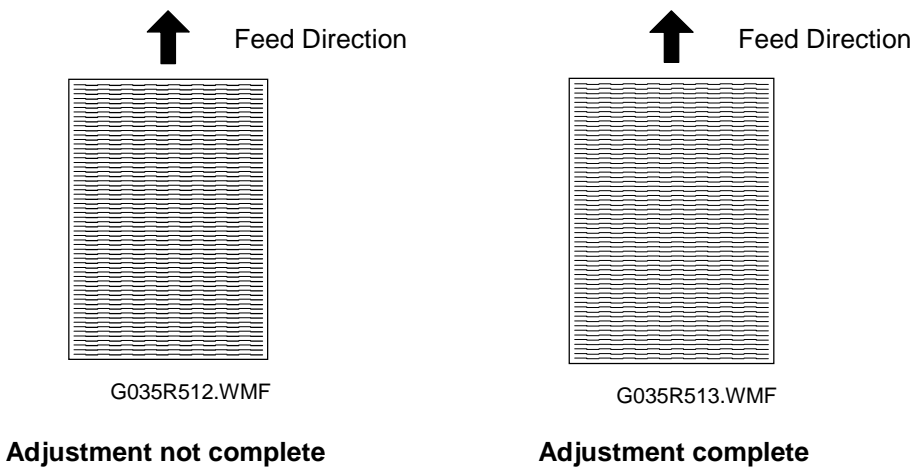 Feed Direction
Feed Direction
G035R512.WMF
G035R513.WMF
Adjustment not complete
Adjustment complete